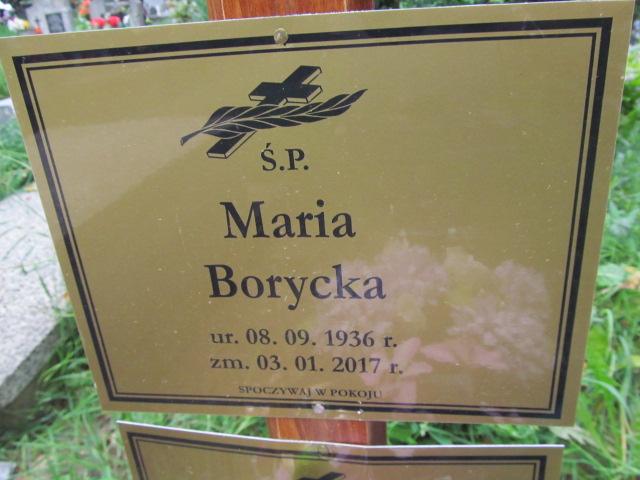 Ś.P.
Maria
Borycka
ur. 08. 09. 1936 r.
zm. 03. 01. 2017 r.
SPOCZYWAJ W POKOJU